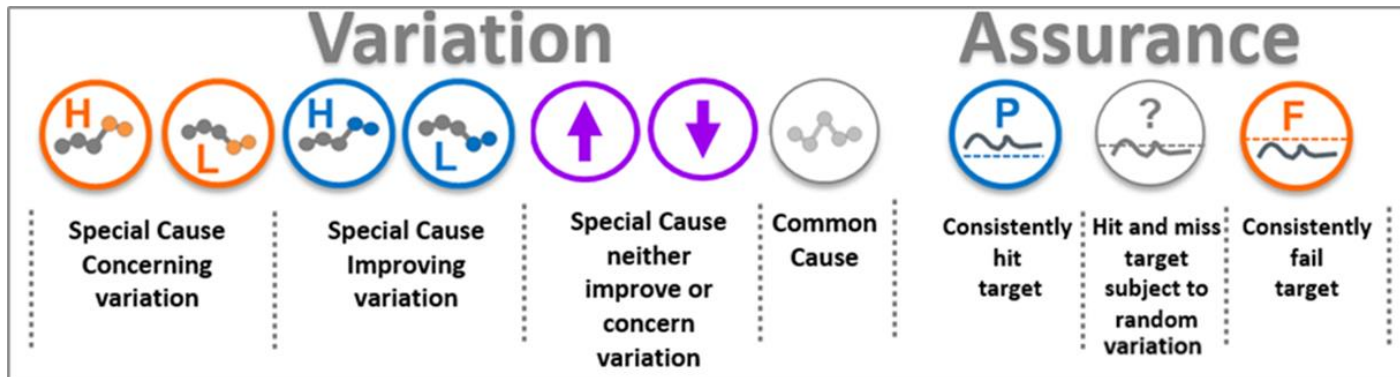 Variation
Assurance
H
L
H
L
P
?
F
Special Cause
Concerning
variation
Special Cause
Improving
variation
Special Cause
neither
improve or
concern
variation
Common
Cause
Consistently
hit
target
Hit and miss
target
subject to
random
variation
Consistently
fail
target